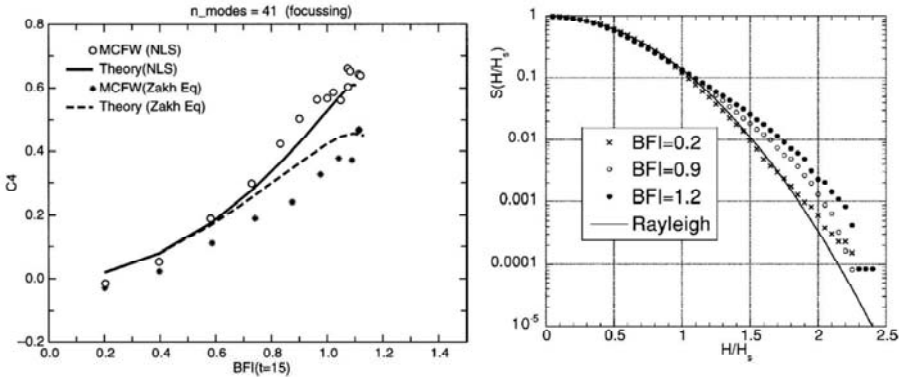 n_modes = 41 (focussing)
0.8
0.6
0.4
0.2
0.0
−0.2
C4
MCFW (NLS)
Theory(NLS)
MCFW(Zakh Eq)
Theory (Zakh Eq)
0.0 0.2 0.4 0.6 0.8 1.0 1.2 1.4
BFI(t=15)
S(H/Hs)
1
0.1
0.01
0.001
0.0001
10-5
BFI=0.2
BFI=0.9
BFI=1.2
Rayleigh
0 0.5 1.0 1.5 2 2.5
H/Hs